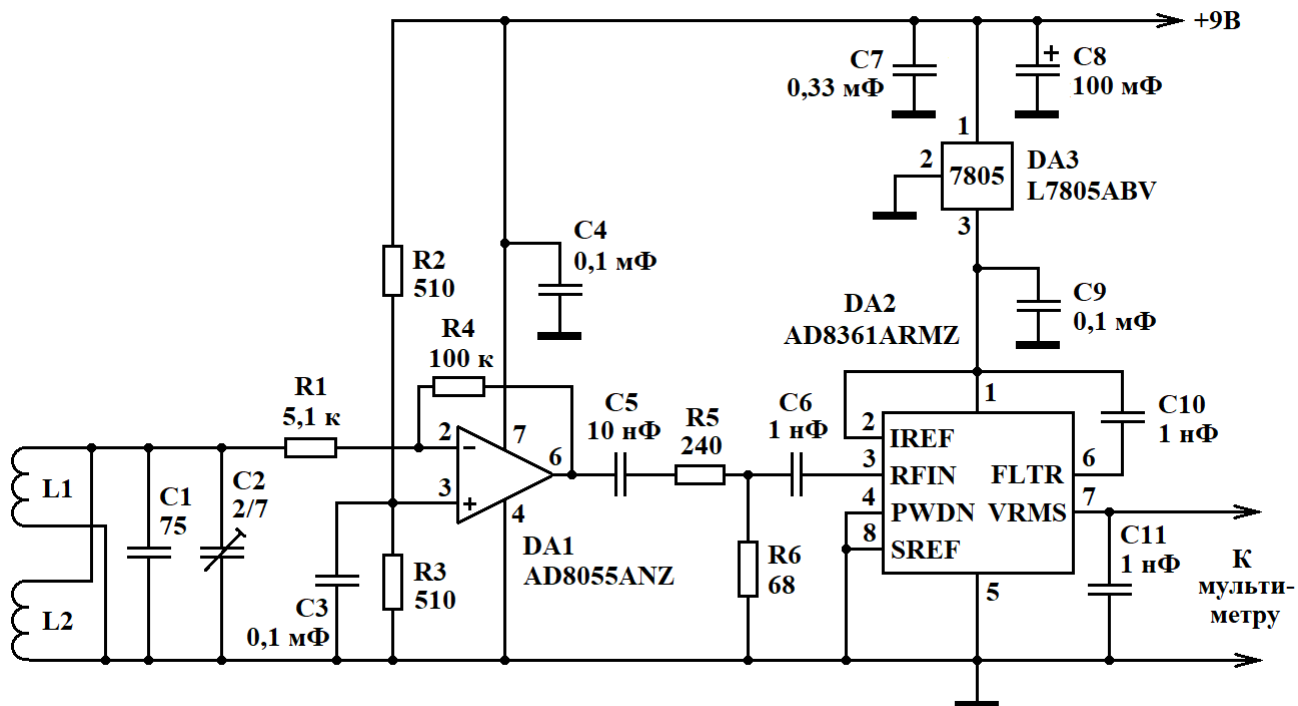 +9В
C7
0,33 мФ
+
C8
100 мФ
1
2
7805
DA3
L7805ABV
3
C4
0,1 мФ
R2
510
C9
0,1 мФ
DA2
AD8361ARMZ
R4
100 к
R1
5,1 к
1
C10
1 нФ
C5
10 нФ
R5
240
C6
1 нФ
2
−
7
6
3
+
4
DA1
AD8055ANZ
2
IREF
3
RFIN
FLTR
6
4
PWDN
VRMS
7
8
SREF
5
L1
C1
75
C2
2/7
L2
C3
0,1 мФ
R3
510
R6
68
C11
1 нФ
К
мульти-
метру